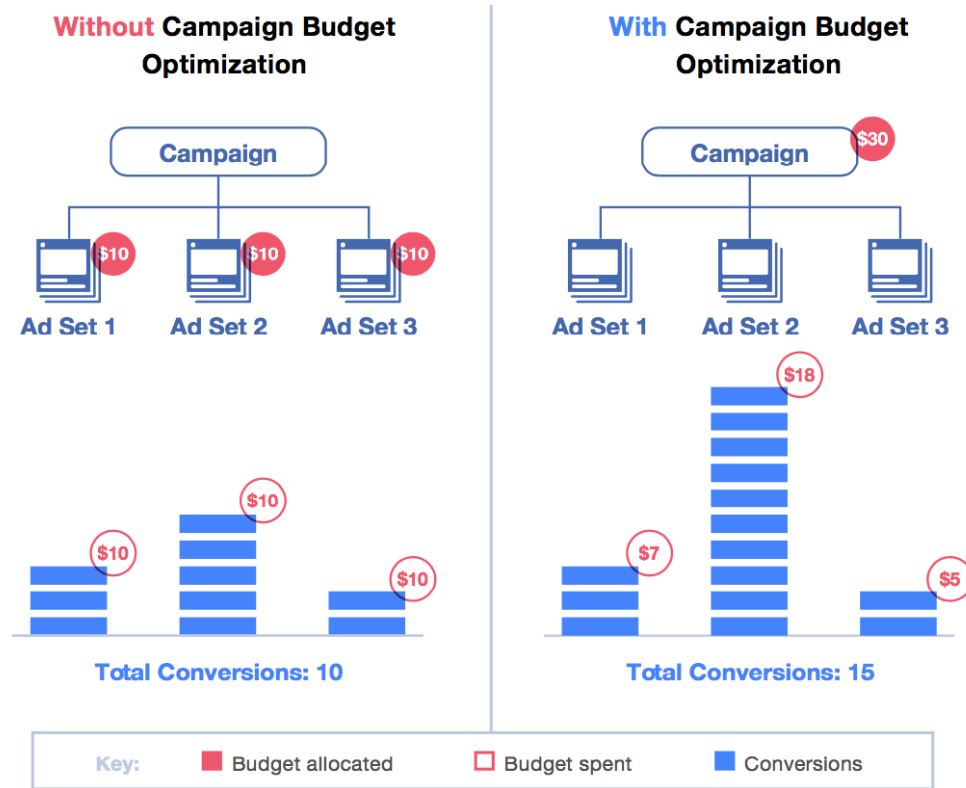 Without Campaign Budget
Optimization
Campaign
$10
$10
$10
Ad Set 1
Ad Set 2
Ad Set 3
$10
$10
$10
Total Conversions: 10
With Campaign Budget
Optimization
Campaign
$30
Ad Set 1
Ad Set 2
Ad Set 3
$18
$7
$5
Total Conversions: 15
Key:
Budget allocated
Budget spent
Conversions